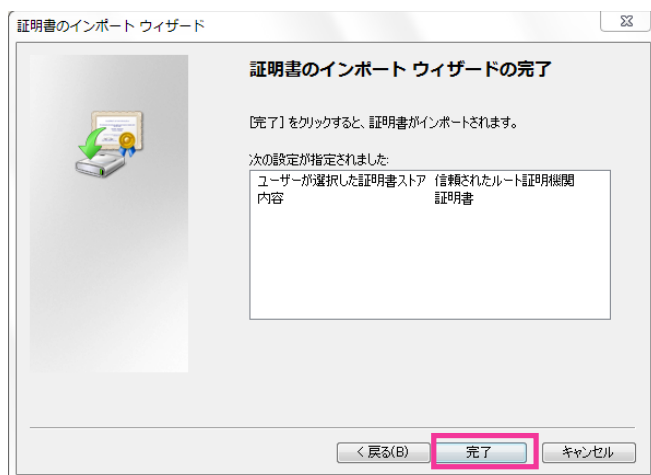 証明書のインポート ウィザード
証明書のインポート ウィザードの完了
[完了] をクリックすると、証明書がインポートされます。
次の設定が指定されました:
ユーザーが選択した証明書ストア 信頼されたルート証明機関
内容 証明書
< 戻る(B) 完了 キャンセル